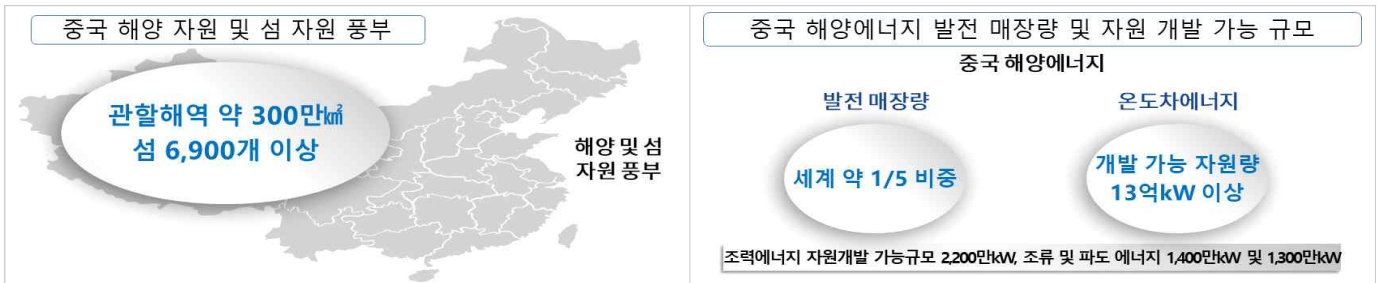 중국 해양 자원 및 섬 자원 풍부
관할해역 약 300만㎢
섬 6,900개 이상
해양 및 섬
자원 풍부
중국 해양에너지 발전 매장량 및 자원 개발 가능 규모
중국 해양에너지
발전 매장량
온도차에너지
세계 약 1/5 비중
개발 가능 자원량
13억kW 이상
조력에너지 자원개발 가능규모 2,200만kW, 조류 및 파도 에너지 1,400만kW 및 1,300만kW